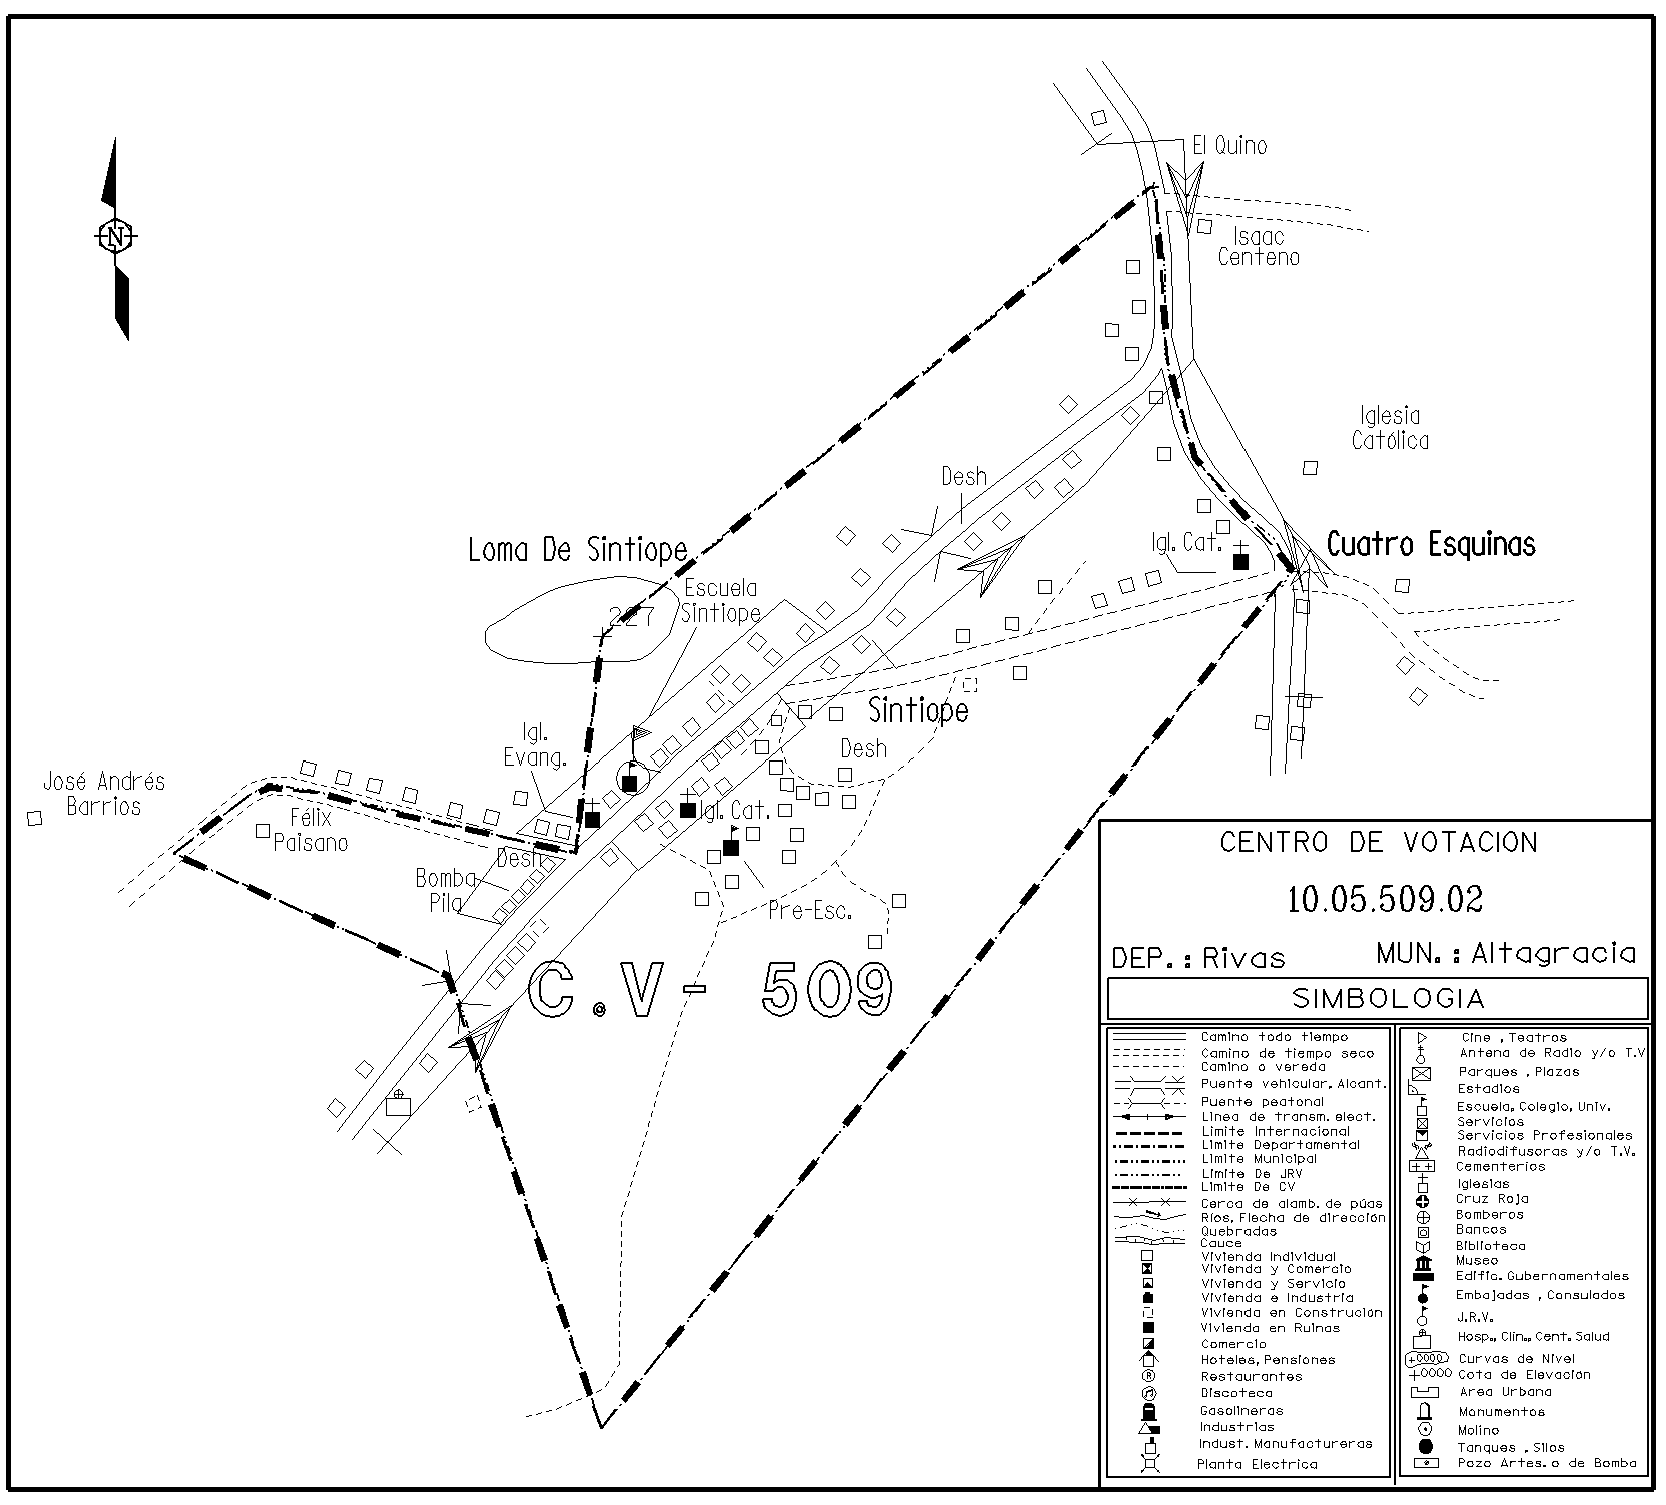 El Quino
N
Isaac
Centeno
Iglesia
Católica
Desh
Loma De Sintiope
Igl. Cat.
Cuatro Esquinas
Escuela
Sintiope
227
Sintiope
Igl.
Evang.
Desh
José Andrés
Barrios
Félix
Paisano
Igl. Cat.
Desh
Bomba
Pila
Pre-Esc.
C.V- 509
CENTRO DE VOTACION
10.05.509.02
DEP.: Rivas MUN.: Altagracia
SIMBOLOGIA
Camino todo tiempo
Camino de tiempo seco
Camino o vereda
Puente vehicular, Alcant.
Puente peatonal
Linea de transm. elect.
Limite Internacional
Limite Departamental
Limite Municipal
Limite De JRV
Limite De CV
Cerca de alamb. de púas
Ríos, Flecha de dirección
Quebradas
Cauce
Vivienda Individual
Vivienda y Comercio
Vivienda y Servicio
Vivienda e Industria
Vivienda en Construción
Vivienda en Ruinas
Comercio
Hoteles, Pensiones
R Restaurantes
Discoteca
Gasolineras
Industrias
Indust. Manufactureras
Planta Electrica
Cine , Teatros
Antena de Radio y/o T.V
Parques , Plazas
Estadios
Escuela, Colegio, Univ.
Servicios
Servicios Profesionales
Radiodifusoras y/o T.V.
Cementerios
Iglesias
Cruz Roja
Bomberos
Bancos
Biblioteca
Museo
Edific. Gubernamentales
Embajadas , Consulados
J.R.V.
Hosp., Clin., Cent. Salud
+0000 Curvas de Nivel
+0000 Cota de Elevación
Area Urbana
Monumentos
Molino
Tanques , Silos
Pozo Artes. o de Bomba